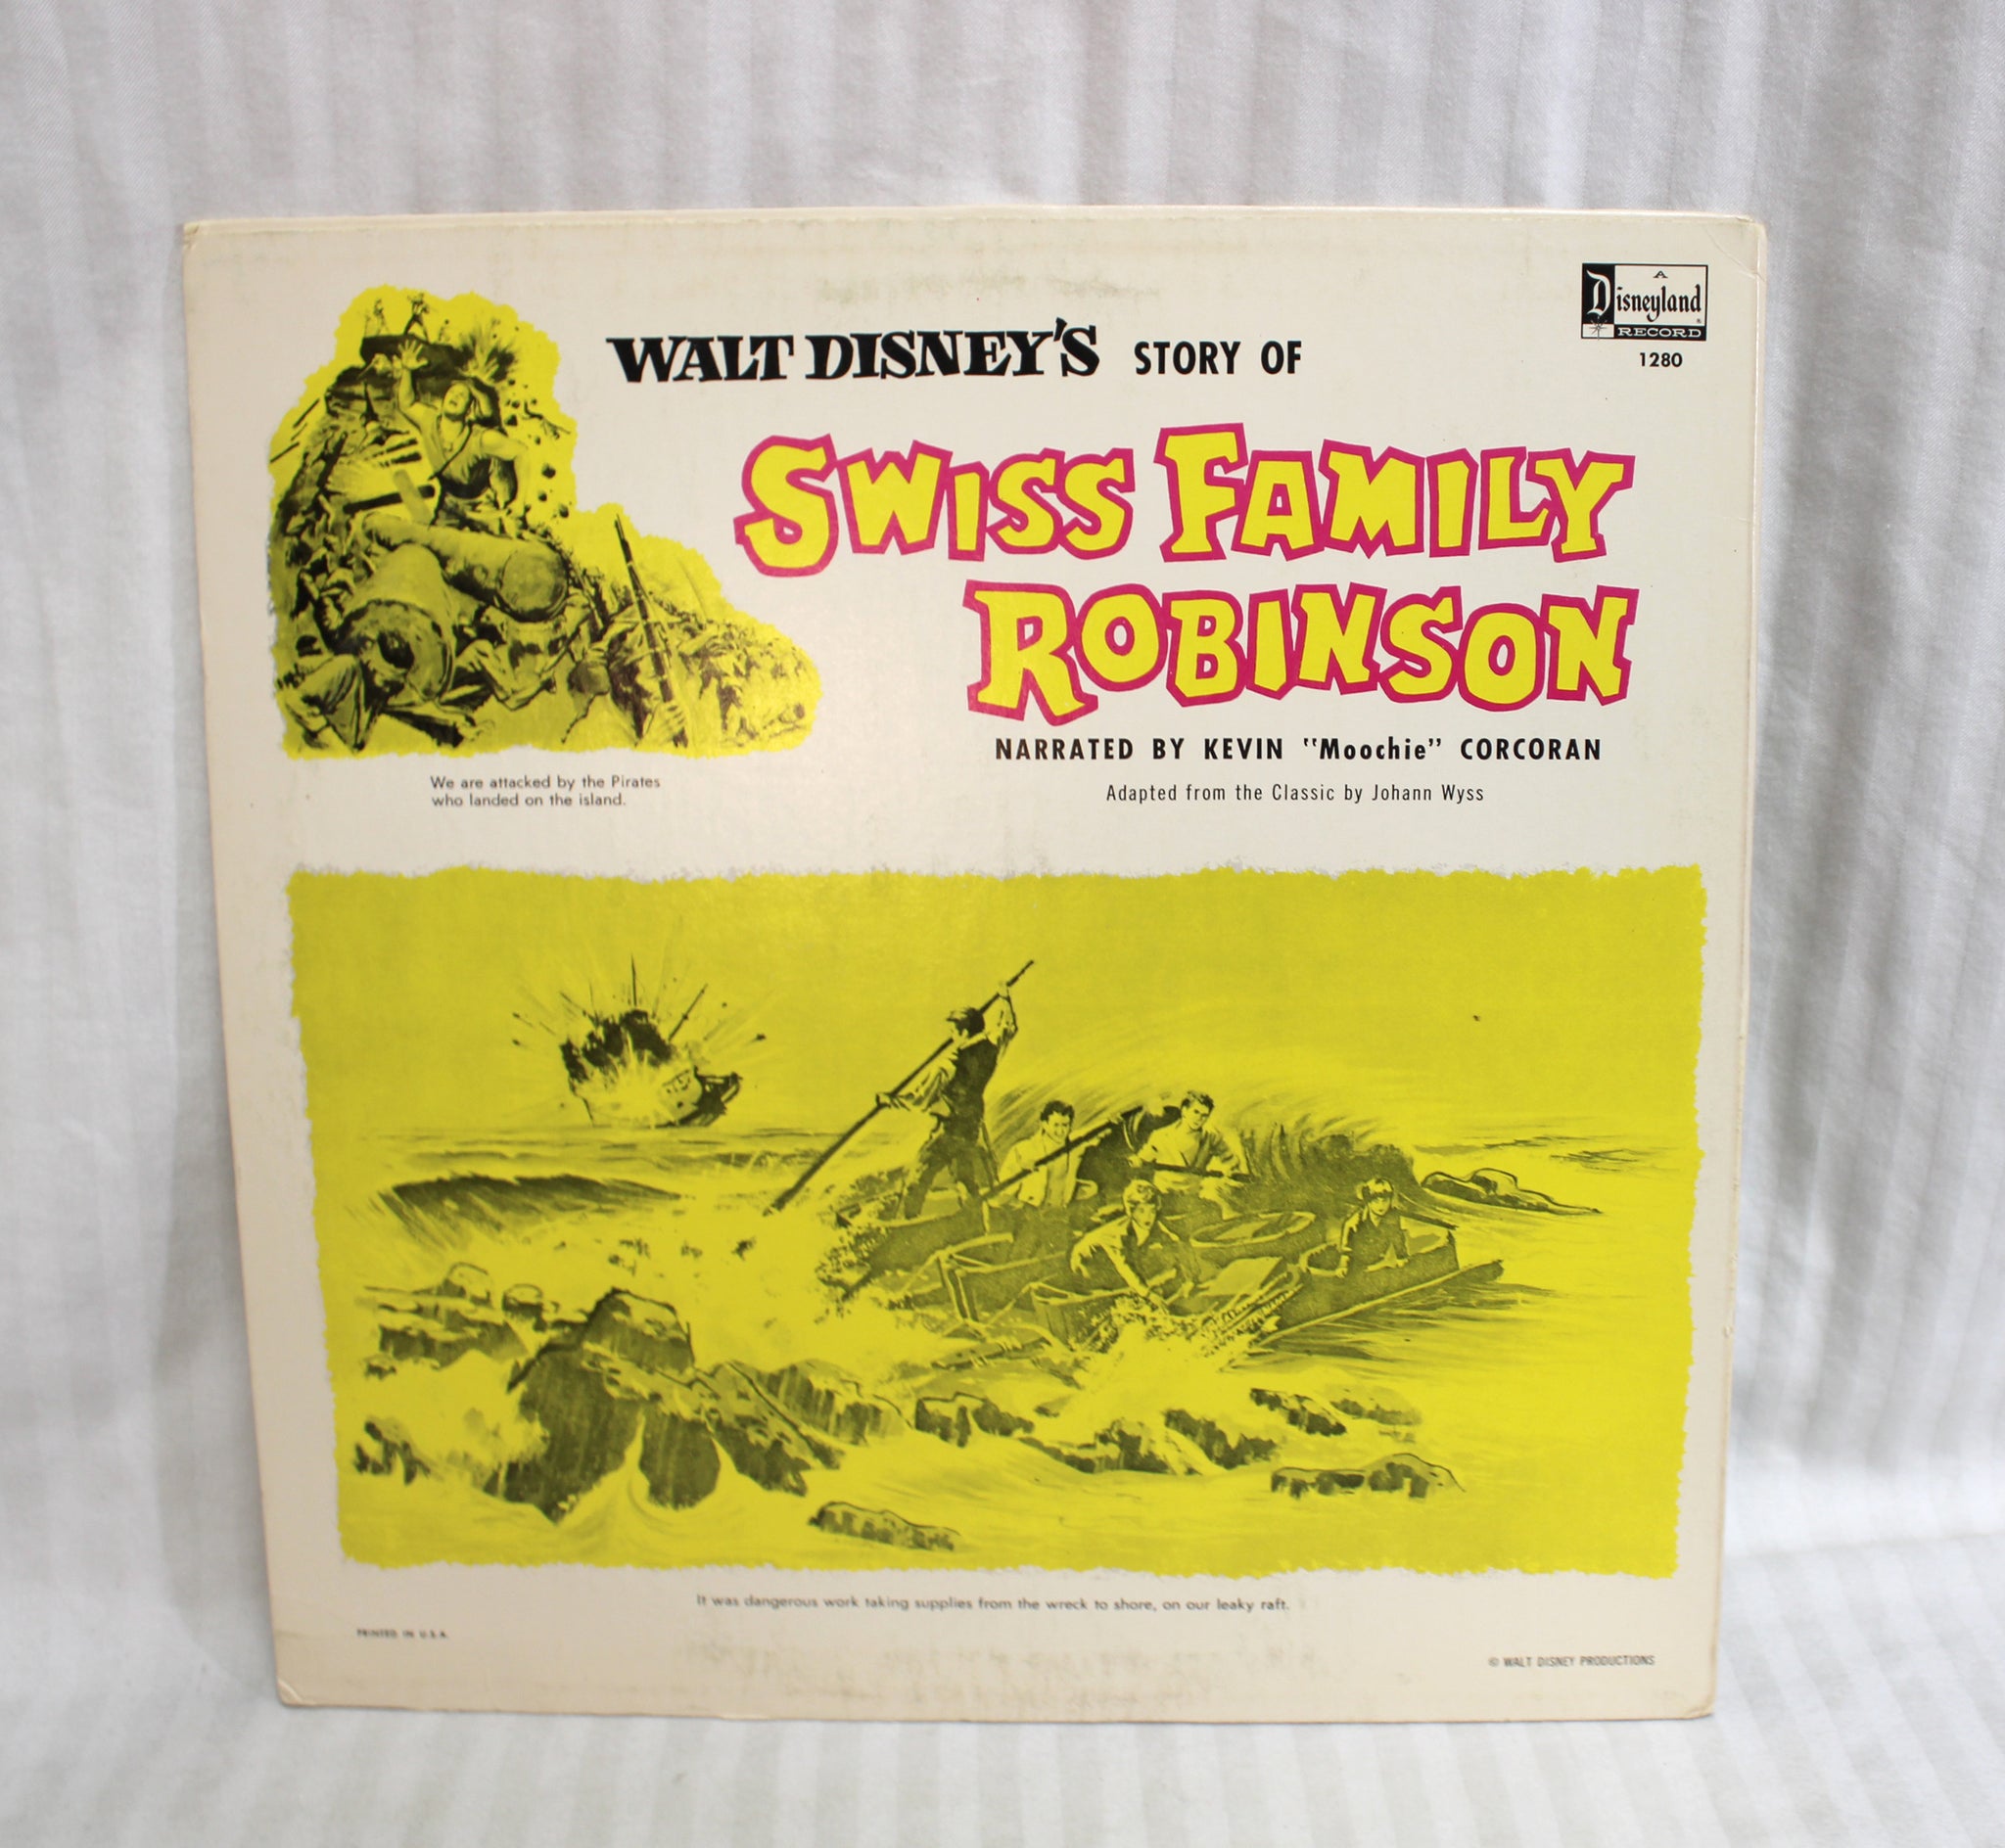 WALT DISNEY'S STORY OF
A
Disneyland
RECORD
1280
SWISS FAMILY
ROBINSON
NARRATED BY KEVIN "Moochie" CORCORAN
Adapted from the Classic by Johann Wyss
We are attacked by the Pirates
who landed on the island.
It was dangerous work taking supplies from the wreck to shore, on our leaky raft.
PRINTED IN U.S.A.
© WALT DISNEY PRODUCTIONS